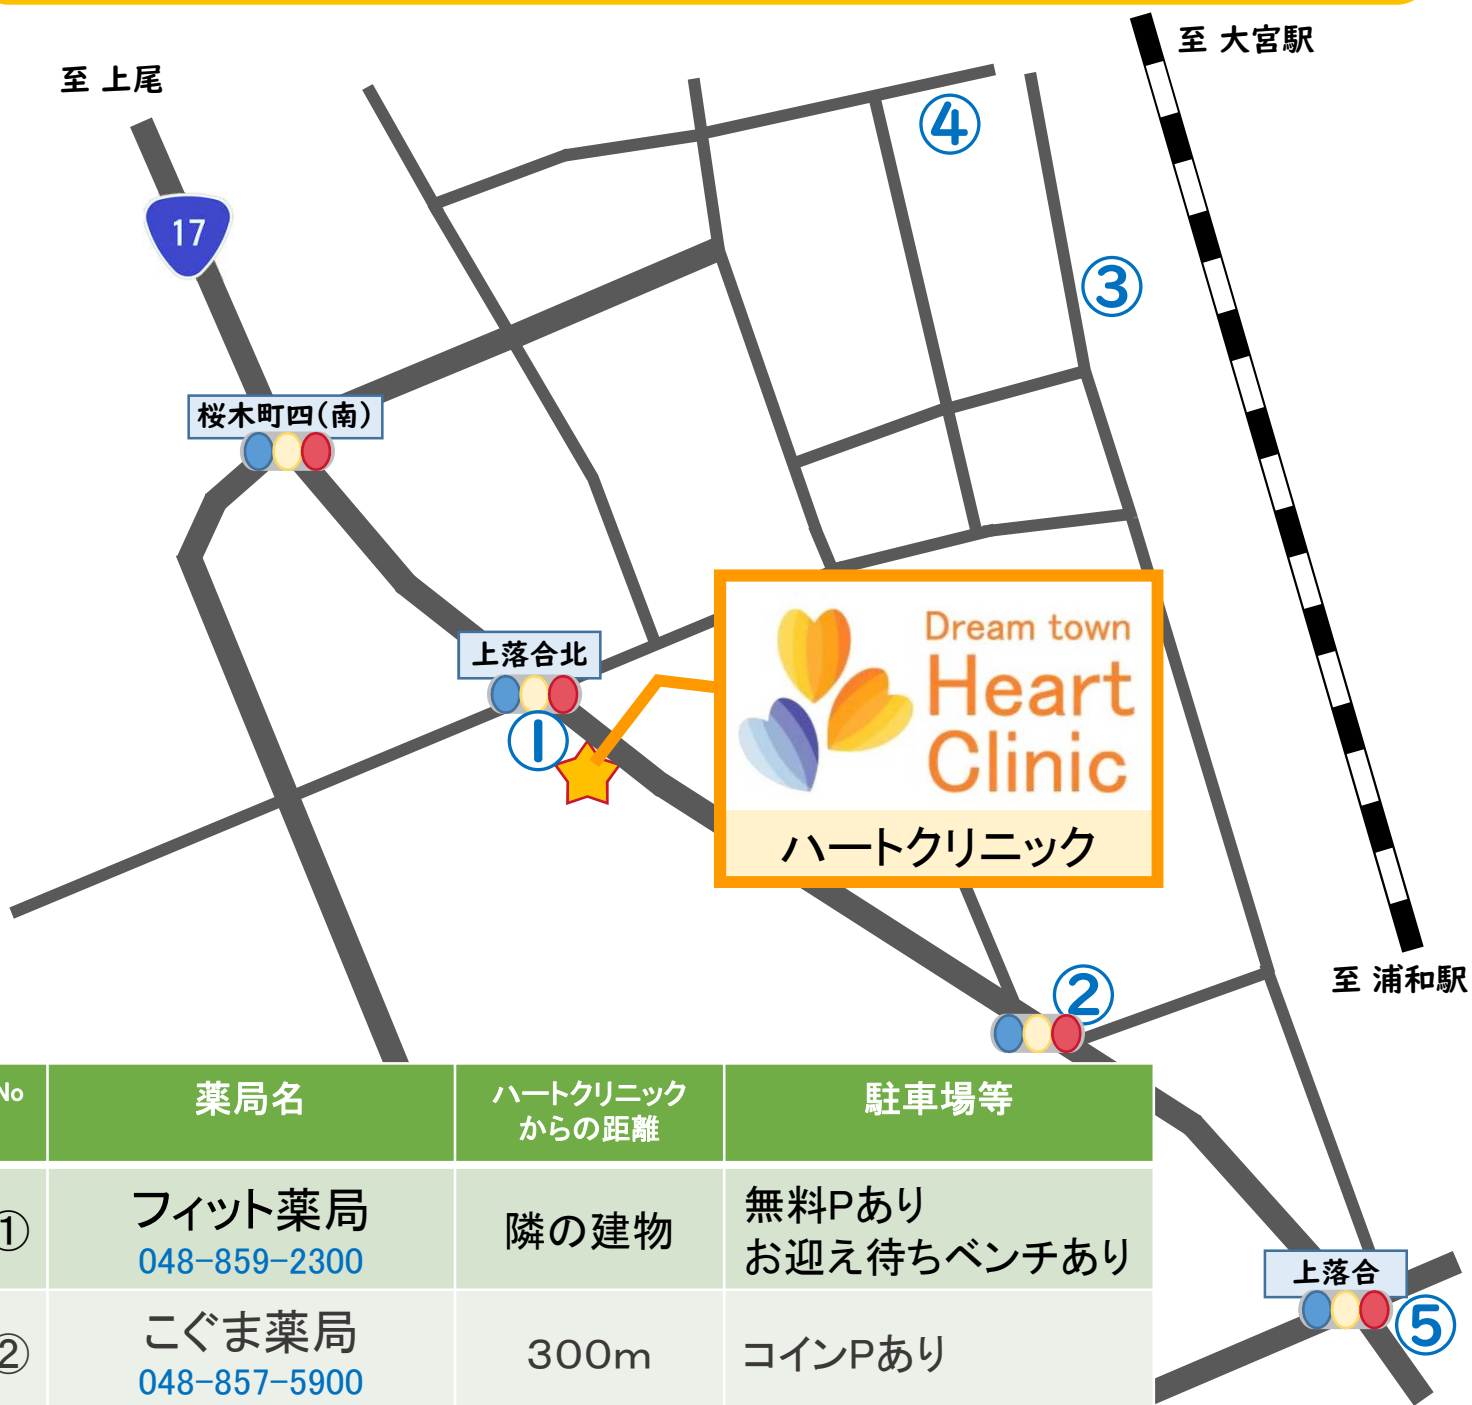 至 大宮駅
至 上尾
④
17
③
桜木町四(南)
上落合北
①
Dream town
Heart
Clinic
ハートクリニック
至 浦和駅
②
No
薬局名
ハートクリニック
からの距離
駐車場等
①
フィット薬局
048-859-2300
隣の建物
無料Pあり
お迎え待ちベンチあり
②
こぐま薬局
048-857-5900
300m
コインPあり
上落合
⑤